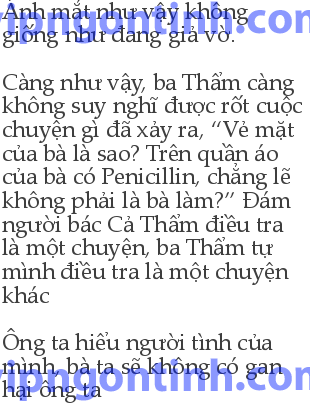 Ánh mắt như vậy không
giống như đang giả vờ.
Càng như vậy, ba Thẩm càng
không suy nghĩ được rốt cuộc
chuyện gì đã xảy ra, “Vẻ mặt
của bà là sao? Trên quần áo
của bà có Penicillin, chẳng lẽ
không phải là bà làm?” Đám
người bác Cả Thẩm điều tra
là một chuyện, ba Thẩm tự
mình điều tra là một chuyện
khác
Ông ta hiểu người tình của
mình, bà ta sẽ không có gan
hại ông ta
vipngontinh.com
vipngontinh.com